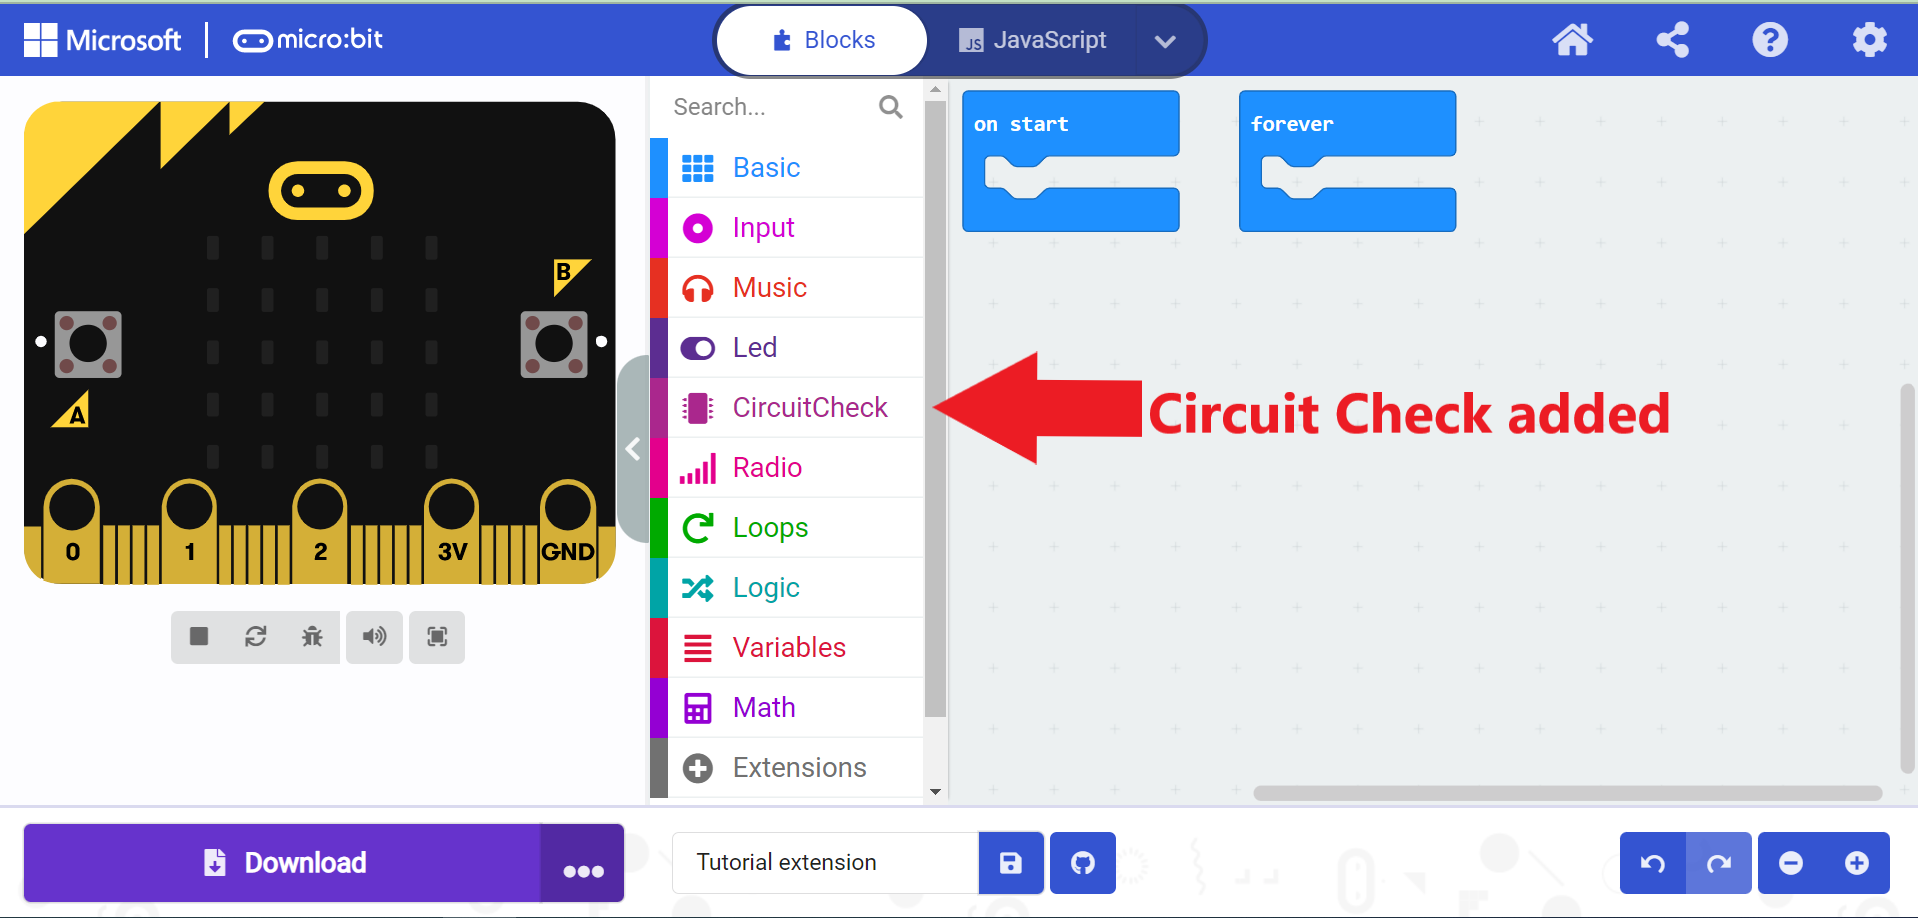 Microsoft
micro:bit
Blocks
JS JavaScript
B
A
0 1 2 3V GND
Search...
Basic
Input
Music
Led
CircuitCheck
Radio
Loops
Logic
Variables
Math
Extensions
on start
forever
Circuit Check added
Download
Tutorial extension